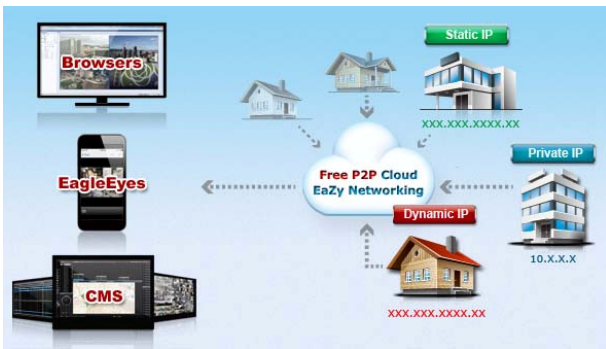 Browsers
EagleEyes
CMS
Free P2P Cloud
EaZy Networking
Static IP
XXX.XXX.XXXX.XX
Private IP
10.X.X.X
Dynamic IP
XXX.XXX.XXXX.XX